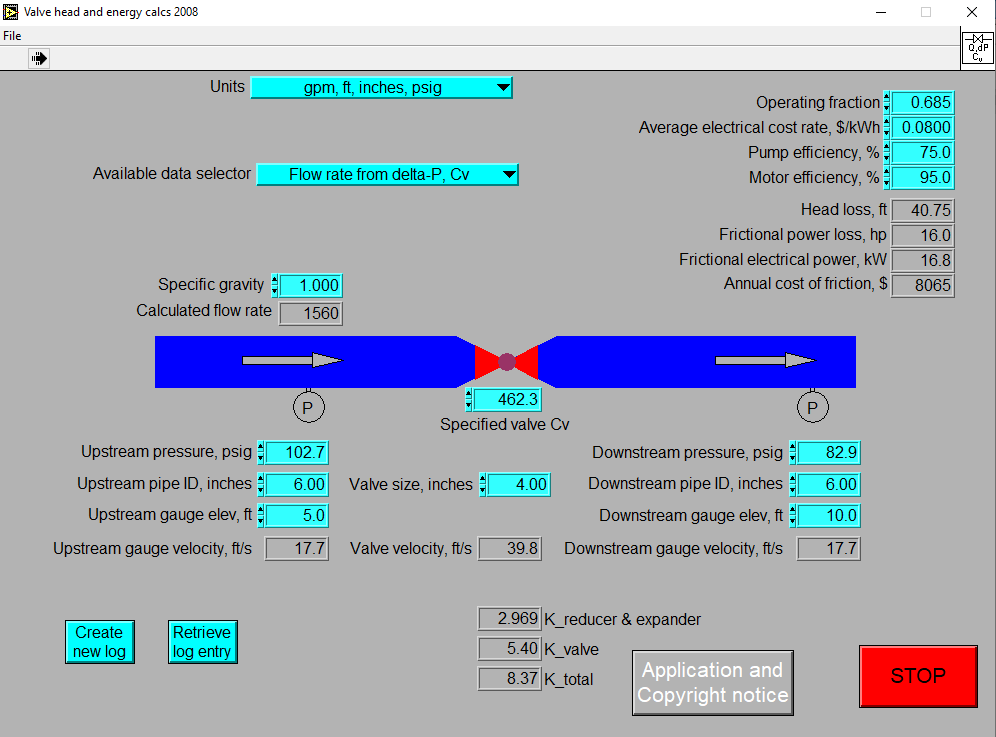 Valve head and energy calcs 2008
File
Q,dP
Cv
Units gpm, ft, inches, psig
Operating fraction 0.685
Average electrical cost rate, $/kWh 0.0800
Pump efficiency, % 75.0
Available data selector Flow rate from delta-P, Cv
Motor efficiency, % 95.0
Head loss, ft 40.75
Frictional power loss, hp 16.0
Frictional electrical power, kW 16.8
Annual cost of friction, $ 8065
Specific gravity 1.000
Calculated flow rate 1560
P
462.3
P
Specified valve Cv
Upstream pressure, psig 102.7
Downstream pressure, psig 82.9
Upstream pipe ID, inches 6.00 Valve size, inches 4.00 Downstream pipe ID, inches 6.00
Upstream gauge elev, ft 5.0
Downstream gauge elev, ft 10.0
Upstream gauge velocity, ft/s 17.7 Valve velocity, ft/s 39.8 Downstream gauge velocity, ft/s 17.7
2.969 K_reducer & expander
Create
new log
Retrieve
log entry
5.40 K_valve
8.37 K_total
Application and
Copyright notice
STOP